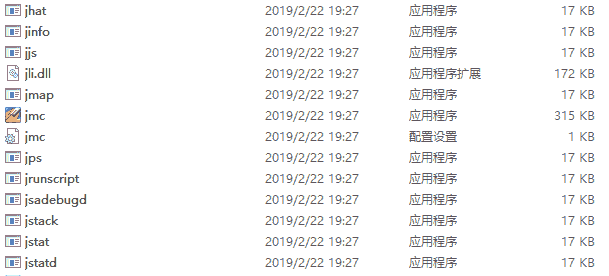 jhat 2019/2/22 19:27 应用程序 17 KB
jinfo 2019/2/22 19:27 应用程序 17 KB
jjs 2019/2/22 19:27 应用程序 17 KB
jli.dll 2019/2/22 19:27 应用程序扩展 172 KB
jmap 2019/2/22 19:27 应用程序 17 KB
jmc 2019/2/22 19:27 应用程序 315 KB
jmc 2019/2/22 19:27 配置设置 1 KB
jps 2019/2/22 19:27 应用程序 17 KB
jrunscript 2019/2/22 19:27 应用程序 17 KB
jsadebugd 2019/2/22 19:27 应用程序 17 KB
jstack 2019/2/22 19:27 应用程序 17 KB
jstat 2019/2/22 19:27 应用程序 17 KB
jstatd 2019/2/22 19:27 应用程序 17 KB